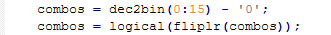 combos = dec2bin(0:15) - '0';
combos = logical(fliplr(combos));